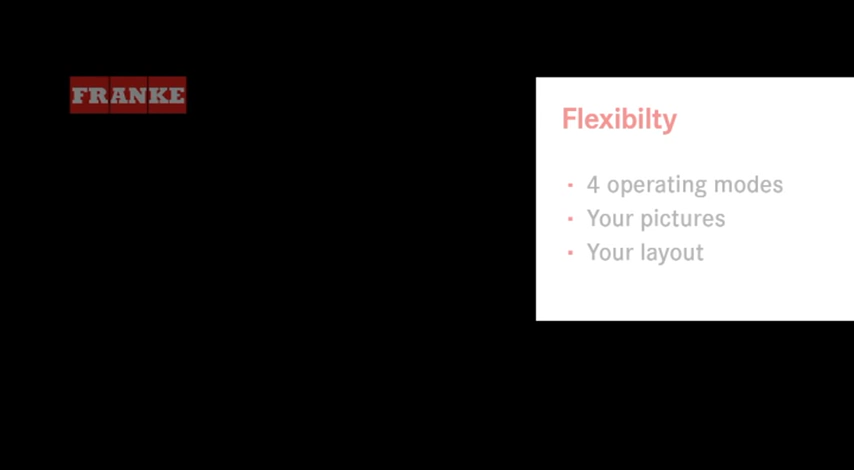 FRANKE
Flexibilty
· 4 operating modes
· Your pictures
· Your layout